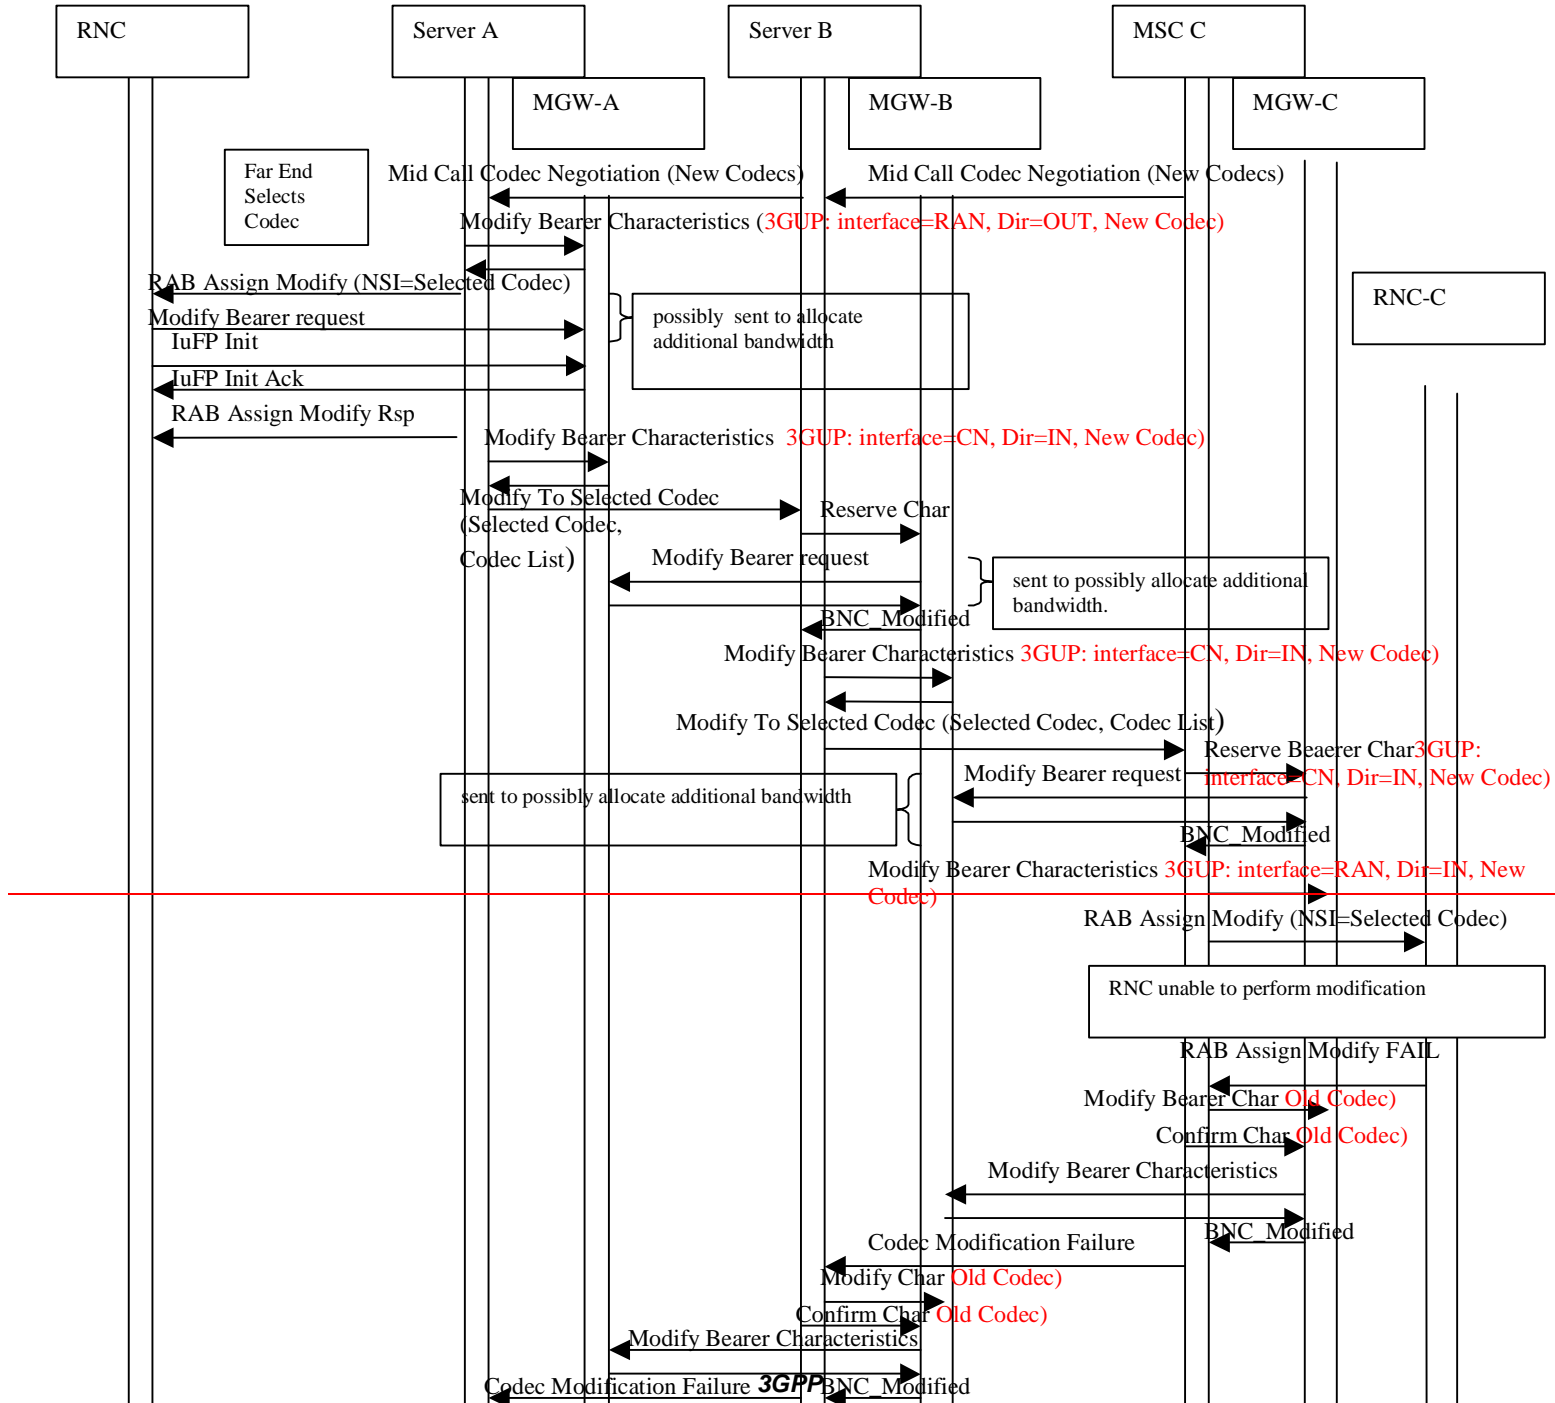 RNC
Server A
Server B
MSC C
MGW-A
MGW-B
MGW-C
Far End
Selects
Codec
Mid Call Codec Negotiation (New Codecs)
Mid Call Codec Negotiation (New Codecs)
Modify Bearer Characteristics (3GUP: interface=RAN, Dir=OUT, New Codec)
RAB Assign Modify (NSI=Selected Codec)
RNC-C
Modify Bearer request
possibly sent to allocate
additional bandwidth
IuFP Init
IuFP Init Ack
RAB Assign Modify Rsp
Modify Bearer Characteristics 3GUP: interface=CN, Dir=IN, New Codec)
Modify To Selected Codec
(Selected Codec,
Codec List)
Reserve Char
Modify Bearer request
sent to possibly allocate additional
bandwidth.
BNC_Modified
Modify Bearer Characteristics 3GUP: interface=CN, Dir=IN, New Codec)
Modify To Selected Codec (Selected Codec, Codec List)
Reserve Beaerer Char3GUP:
interface=CN, Dir=IN, New Codec)
Modify Bearer request
sent to possibly allocate additional bandwidth
BNC_Modified
Modify Bearer Characteristics 3GUP: interface=RAN, Dir=IN, New
Codec)
RAB Assign Modify (NSI=Selected Codec)
RNC unable to perform modification
RAB Assign Modify FAIL
Modify Bearer Char Old Codec)
Confirm Char Old Codec)
Modify Bearer Characteristics
BNC_Modified
Codec Modification Failure
Modify Char Old Codec)
Confirm Char Old Codec)
Modify Bearer Characteristics
Codec Modification Failure
3GPP
BNC_Modified